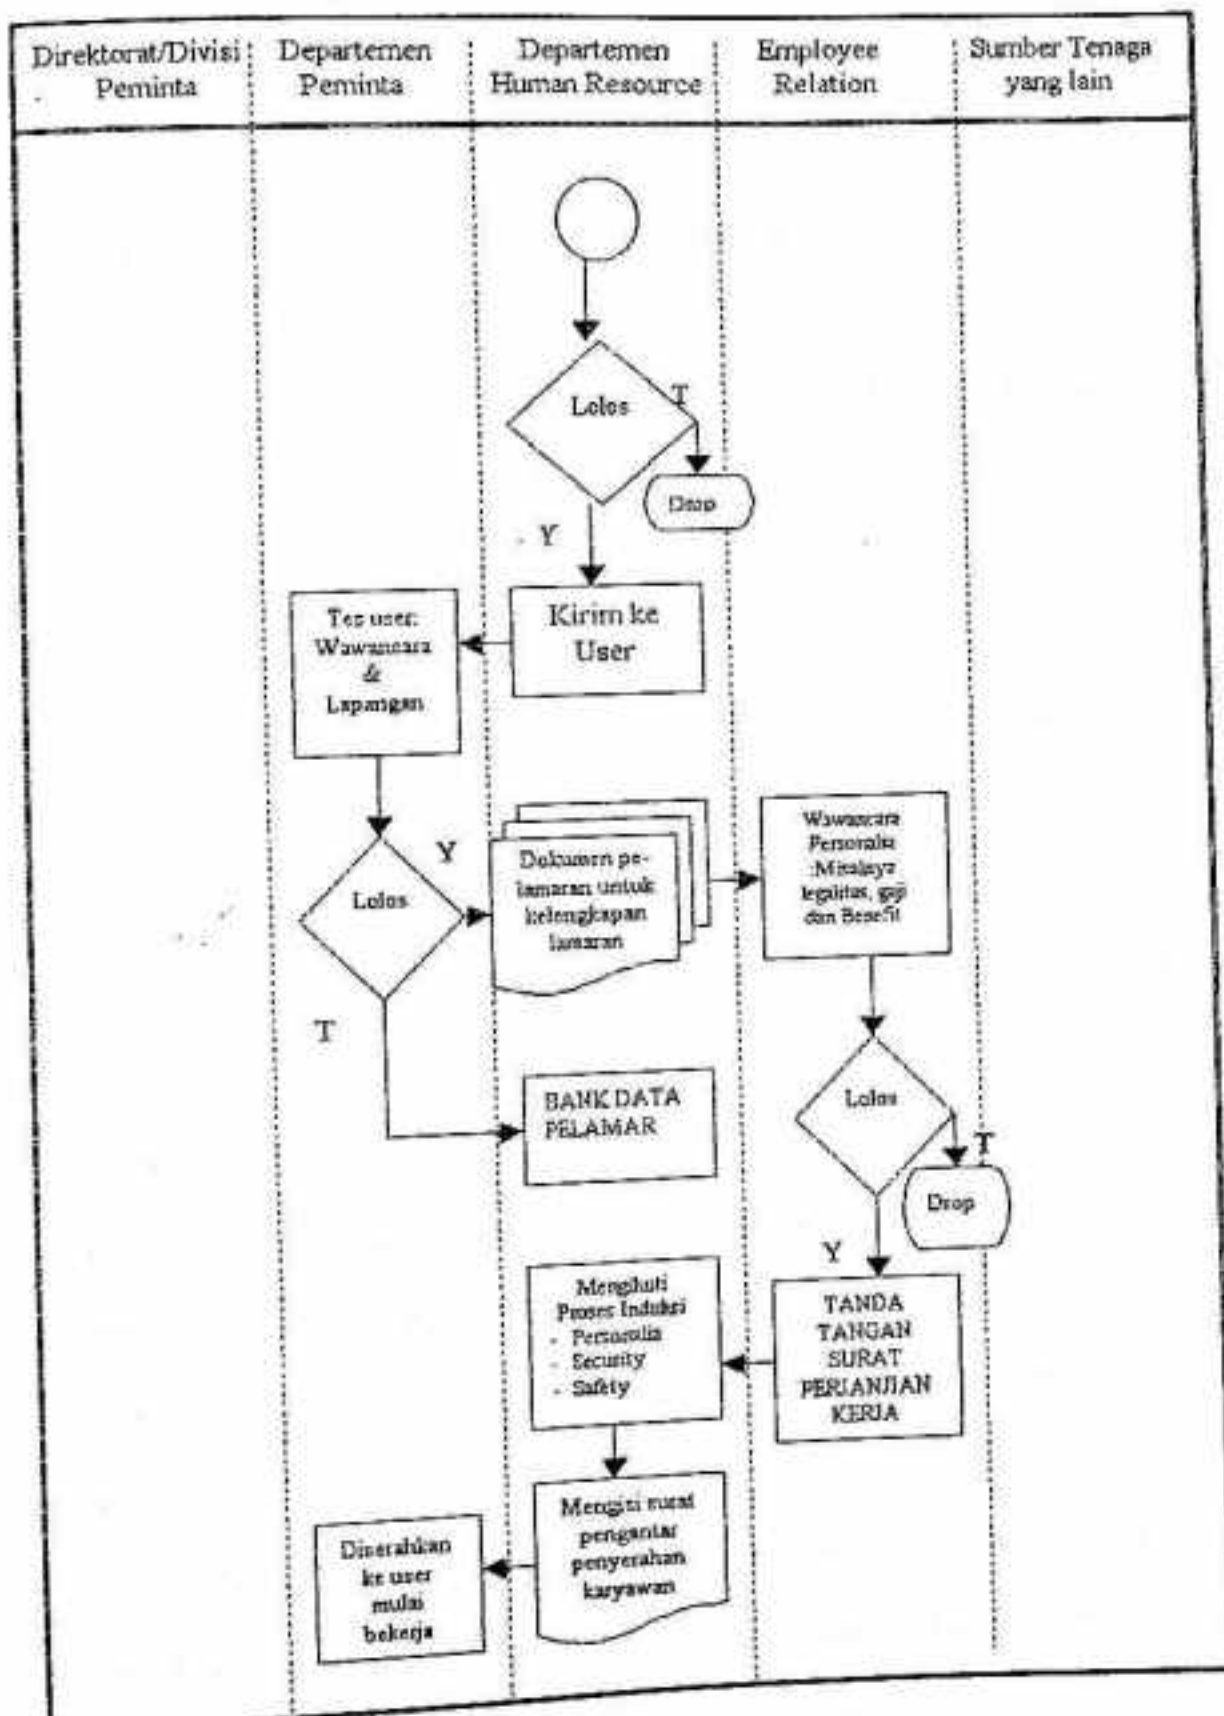 Direktorat/Divisi
Peminta
Departemen
Peminta
Departemen
Human Resource
Employee
Relation
Sumber Tenaga
yang lain
Lolos
T
Drop
Y
Kirim ke
User
Tes user:
Wawancara
&
Lapangan
Lolos
Y
T
Dokumen pe-
lamaran untuk
kelengkapan
lamaran
Wawancara
Personalia
:Misalnya
legalitas, gaji
dan Benefit
BANK DATA
PELAMAR
Lolos
T
Drop
Y
TANDA
TANGAN
SURAT
PERJANJIAN
KERJA
Mengikuti
Proses Induksi
- Personalia
- Security
- Safety
Mengisi surat
pengantar
penyerahan
karyawan
Diserahkan
ke user
mulai
bekerja